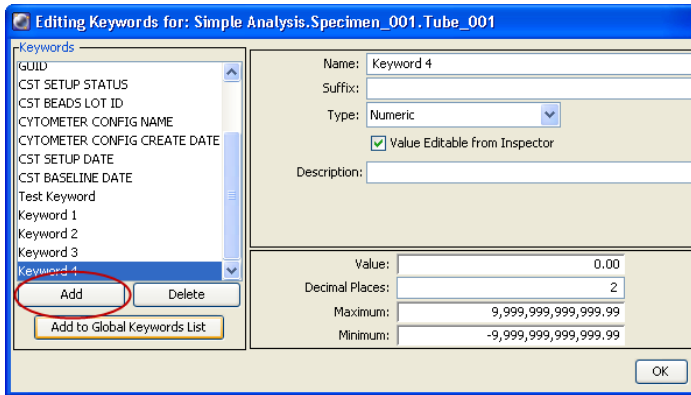 Editing Keywords for: Simple Analysis.Specimen_001.Tube_001
Keywords
GUID
CST SETUP STATUS
CST BEADS LOT ID
CYTOMETER CONFIG NAME
CYTOMETER CONFIG CREATE DATE
CST SETUP DATE
CST BASELINE DATE
Test Keyword
Keyword 1
Keyword 2
Keyword 3
Keyword 4
Add
Delete
Add to Global Keywords List
Name: Keyword 4
Suffix:
Type: Numeric
Value Editable from Inspector
Description:
Value: 0.00
Decimal Places: 2
Maximum: 9,999,999,999,999.99
Minimum: -9,999,999,999,999.99
OK